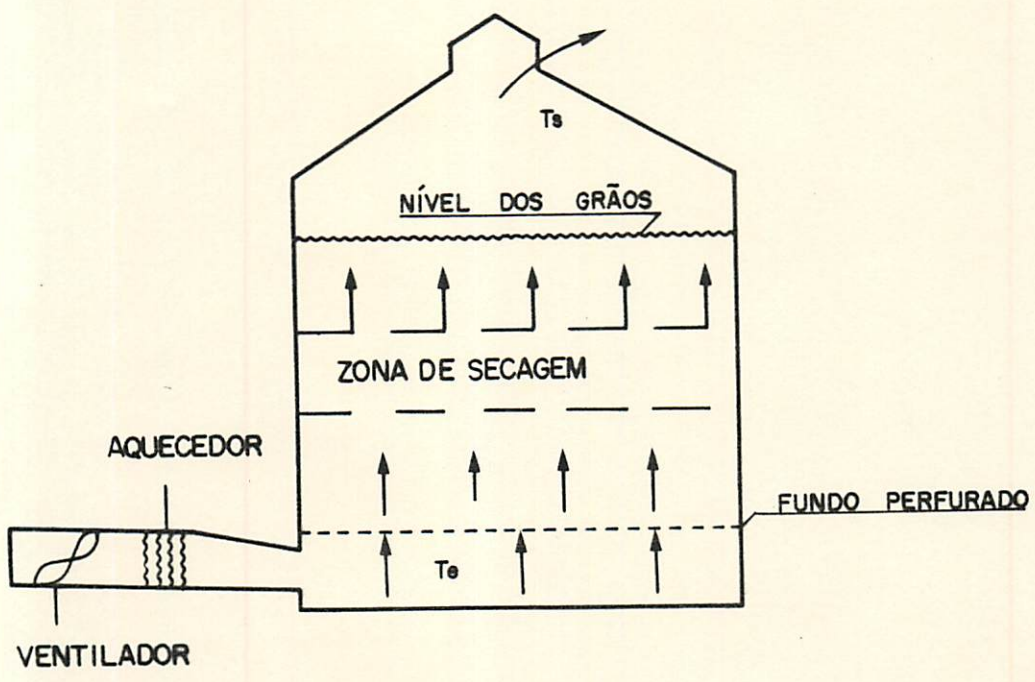 Ts
NÍVEL DOS GRÃOS
ZONA DE SECAGEM
AQUECEDOR
FUNDO PERFURADO
Te
VENTILADOR